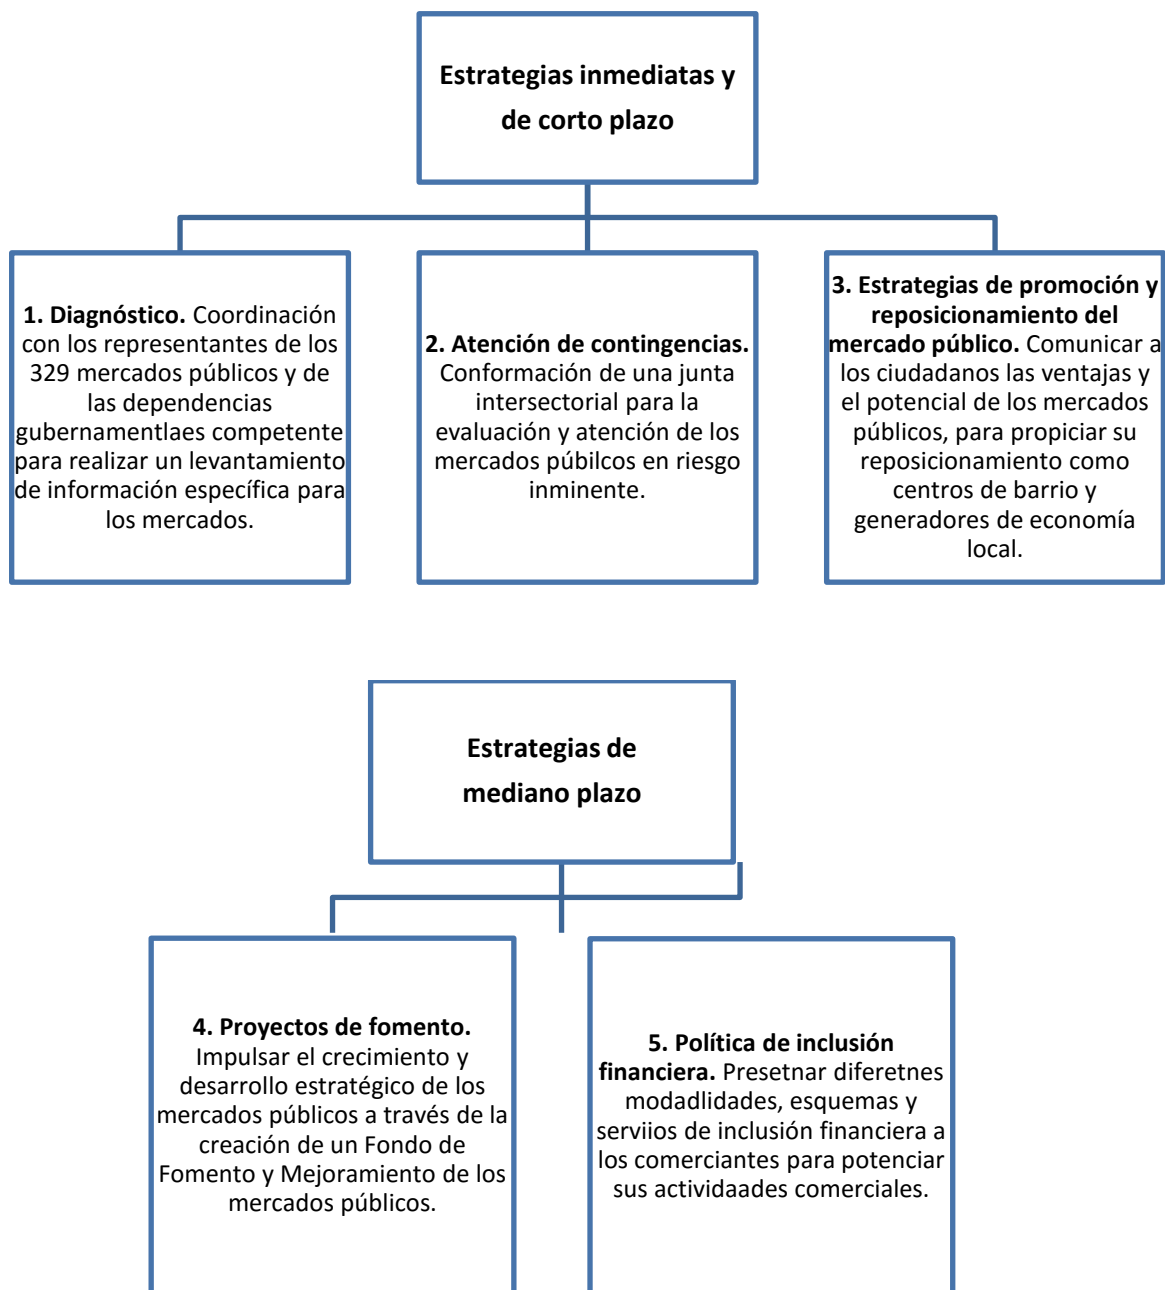 Estrategias inmediatas y
de corto plazo
1. Diagnóstico. Coordinación
con los representantes de los
329 mercados públicos y de
las dependencias
gubernamentlaes competente
para realizar un levantamiento
de información específica para
los mercados.
2. Atención de contingencias.
Conformación de una junta
intersectorial para la
evaluación y atención de los
mercados púbilcos en riesgo
inminente.
3. Estrategias de promoción y
reposicionamiento del
mercado público. Comunicar a
los ciudadanos las ventajas y
el potencial de los mercados
públicos, para propiciar su
reposicionamiento como
centros de barrio y
generadores de economía
local.
Estrategias de
mediano plazo
4. Proyectos de fomento.
Impulsar el crecimiento y
desarrollo estratégico de los
mercados públicos a través de la
creación de un Fondo de
Fomento y Mejoramiento de los
mercados públicos.
5. Política de inclusión
financiera. Presetnar diferetnes
modadlidades, esquemas y
serviios de inclusión financiera a
los comerciantes para potenciar
sus actividaades comerciales.